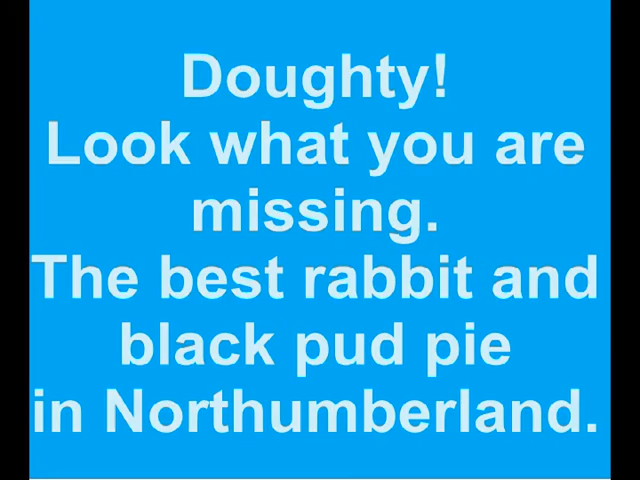 Doughty!
Look what you are
missing.
The best rabbit and
black pud pie
in Northumberland.